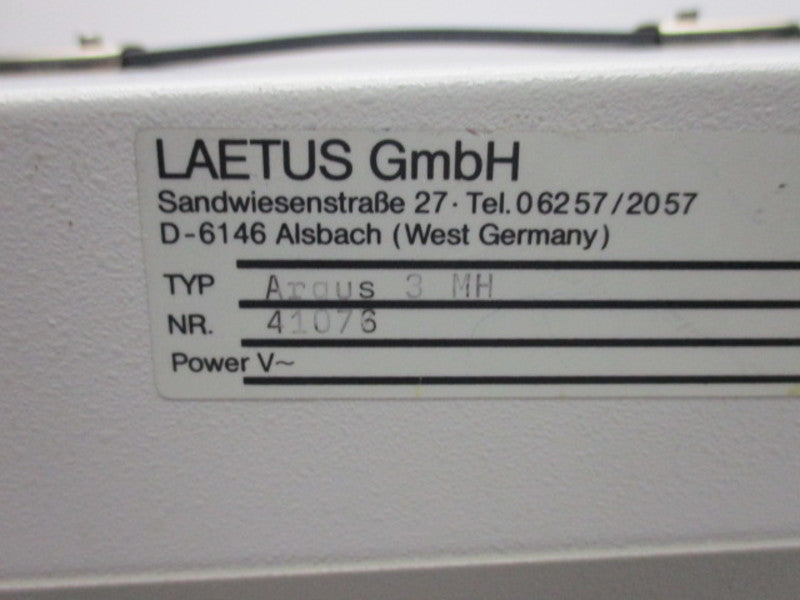 LAETUS GmbH
Sandwiesenstraße 27 · Tel. 06257/2057
D-6146 Alsbach (West Germany)
TYP Argus 3 MH
NR. 41076
Power V~